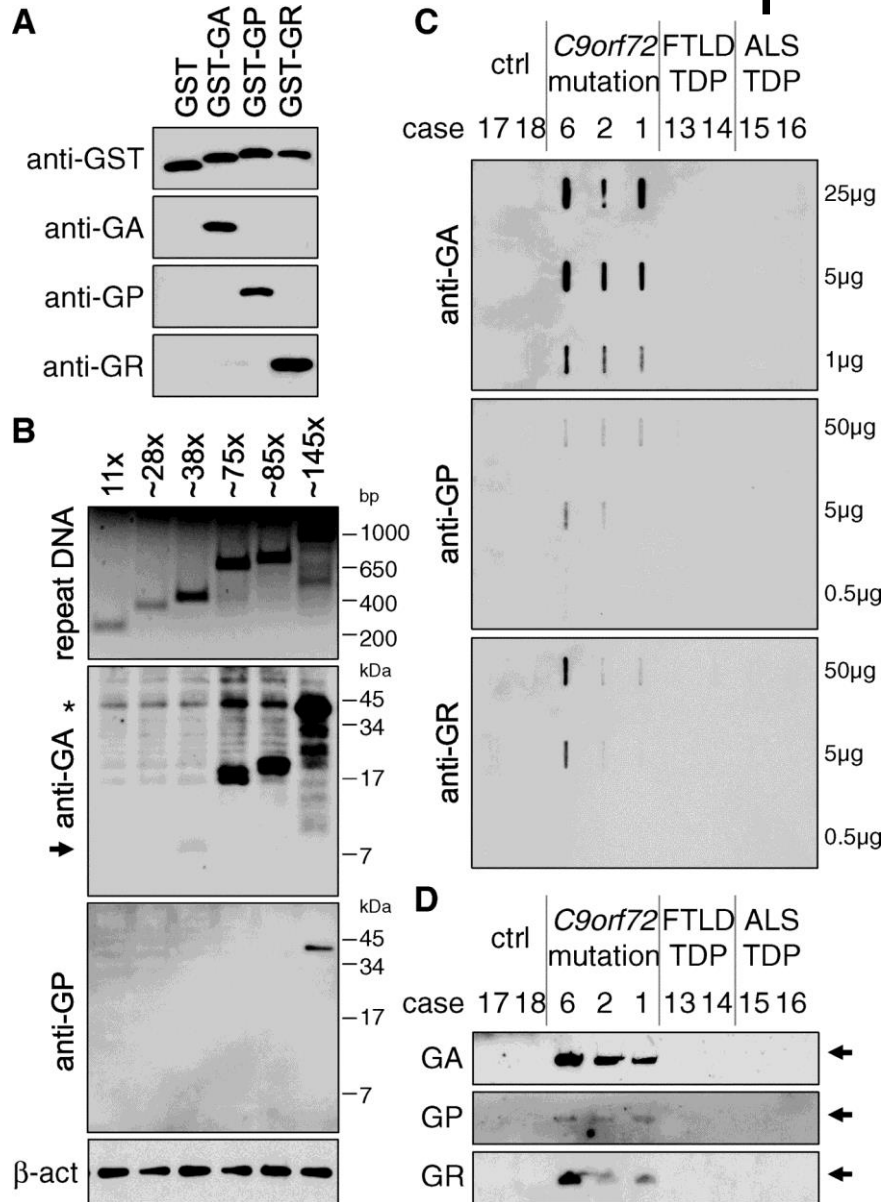 A
GST
GST-GA
GST-GP
GST-GR
anti-GST
anti-GA
anti-GP
anti-GR
B
11x
~28x
~38x
~75x
~85x
~145x
bp
repeat DNA
1000
650
400
200
kDa
anti-GA *
45
34
17
7
kDa
anti-GP
45
34
17
7
β-act
C
ctrl
C9orf72 mutation
FTLD TDP
ALS TDP
case 17 18 6 2 1 13 14 15 16
anti-GA
25µg
5µg
1µg
anti-GP
50µg
5µg
0.5µg
anti-GR
50µg
5µg
0.5µg
D
ctrl
C9orf72 mutation
FTLD TDP
ALS TDP
case 17 18 6 2 1 13 14 15 16
GA
GP
GR